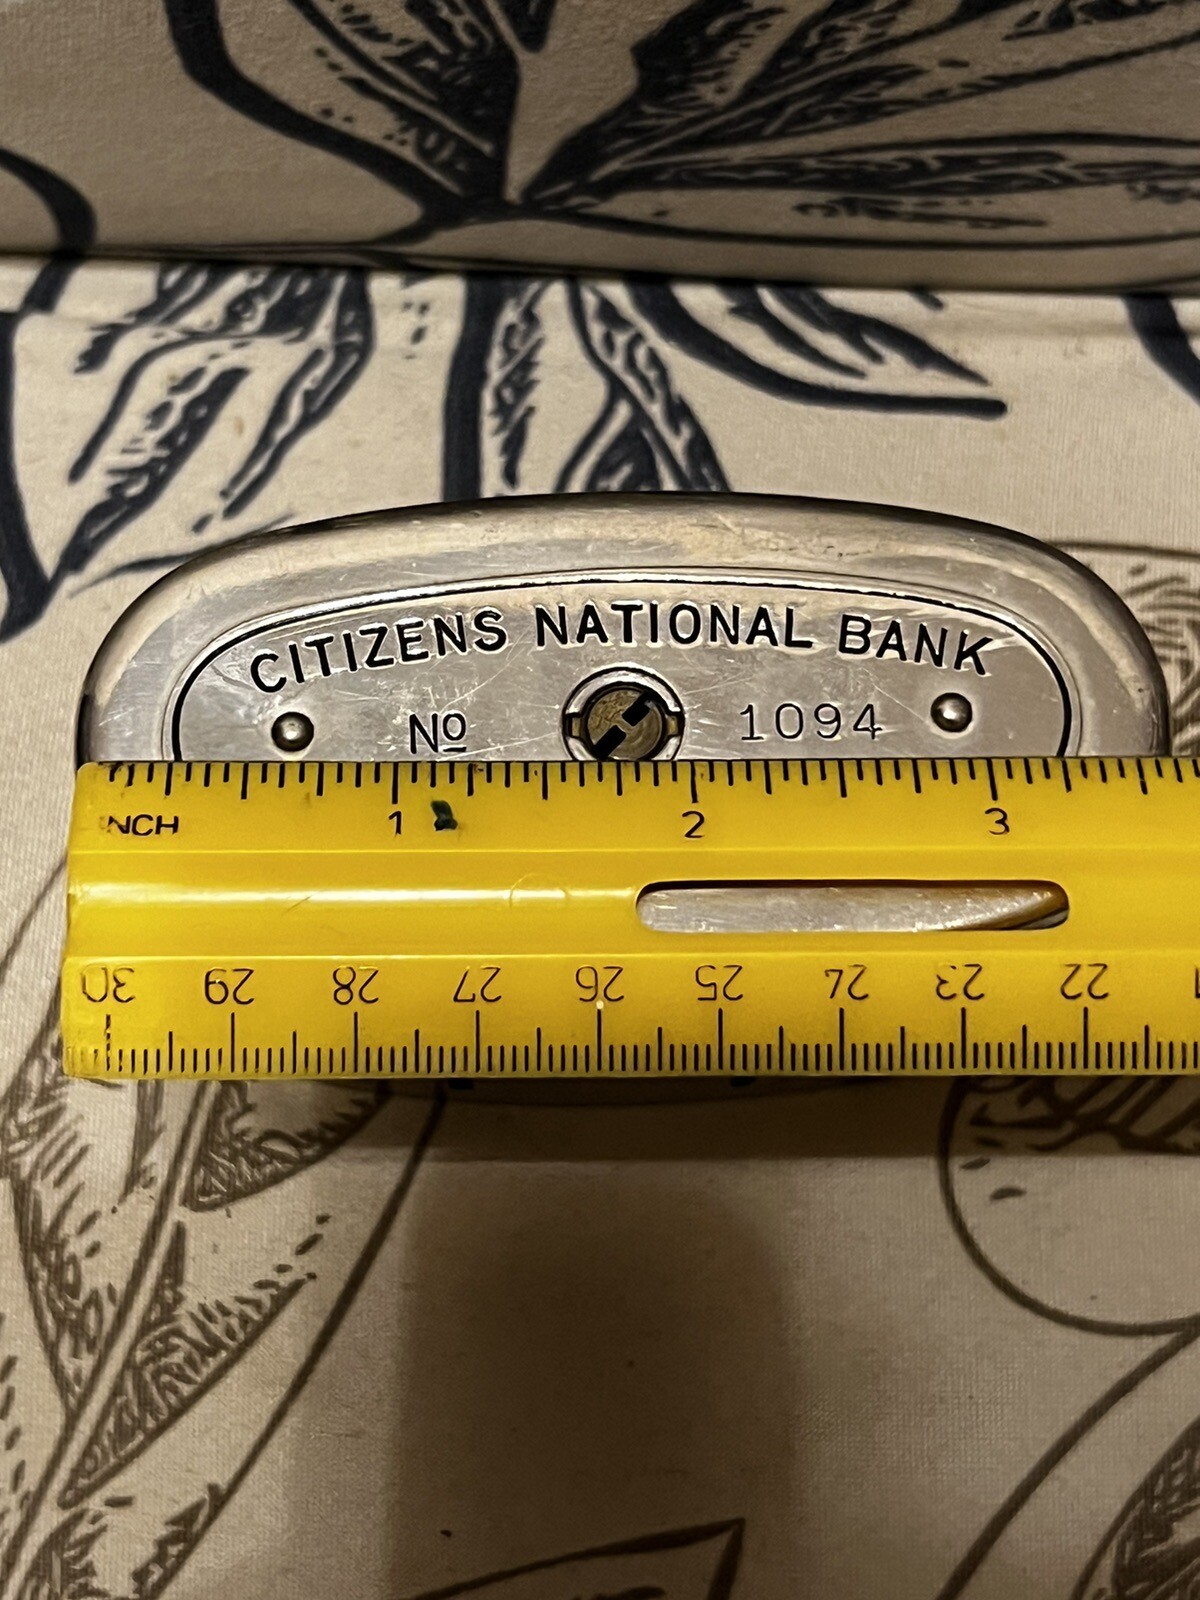 CITIZENS NATIONAL BANK
Nº 1094
INCH 1 2 3
30 29 28 27 26 25 24 23 22